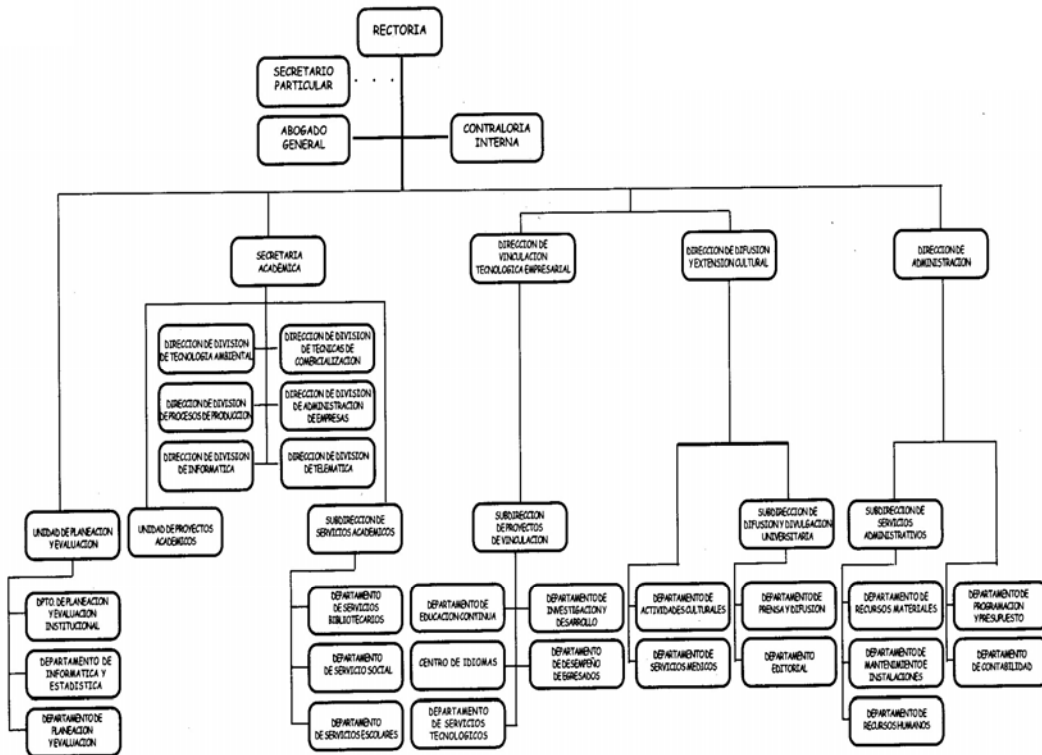 RECTORIA
SECRETARIO
PARTICULAR
ABOGADO
GENERAL
CONTRALORIA
INTERNA
SECRETARIA
ACADÉMICA
DIRECCION DE
VINCULACION
TECNOLOGICA EMPRESARIAL
DIRECCION DE DIFUSION
Y EXTENSION CULTURAL
DIRECCION DE
ADMINISTRACIÓN
DIRECCION DE DIVISION
DE TECNOLOGIA AMBIENTAL
DIRECCION DE DIVISION
DE TECNICAS DE
COMERCIALIZACION
DIRECCION DE DIVISION
DE PROCESOS DE PRODUCCION
DIRECCION DE DIVISION
DE ADMINISTRACION
DE EMPRESAS
DIRECCION DE DIVISION
DE INFORMATICA
DIRECCION DE DIVISION
DE TELEMATICA
UNIDAD DE PLANEACION
Y EVALUACION
UNIDAD DE PROYECTOS
ACADEMICOS
SUBDIRECCION DE
SERVICIOS ACADEMICOS
SUBDIRECCION
DE PROYECTOS
DE VINCULACION
SUBDIRECCION DE
DIFUSION Y DIVULGACION
UNIVERSITARIA
SUBDIRECCION DE
SERVICIOS
ADMINISTRATIVOS
DPTO. DE PLANEACION
Y EVALUACION
INSTITUCIONAL
DEPARTAMENTO DE
INFORMATICA Y
ESTADISTICA
DEPARTAMENTO DE
PLANEACION
Y EVALUACION
DEPARTAMENTO
DE SERVICIOS
BIBLIOTECARIOS
DEPARTAMENTO
DE SERVICIO SOCIAL
DEPARTAMENTO
DE SERVICIOS ESCOLARES
DEPARTAMENTO DE
EDUCACION CONTINUA
CENTRO DE IDIOMAS
DEPARTAMENTO
DE SERVICIOS
TECNOLOGICOS
DEPARTAMENTO DE
INVESTIGACION Y
DESARROLLO
DEPARTAMENTO
DE DESEMPEÑO
DE EGRESADOS
DEPARTAMENTO DE
ACTIVIDADES CULTURALES
DEPARTAMENTO DE
SERVICIOS MEDICOS
DEPARTAMENTO DE
PRENSA Y DIFUSION
DEPARTAMENTO
EDITORIAL
DEPARTAMENTO DE
RECURSOS MATERIALES
DEPARTAMENTO DE
MANTENIMIENTO E
INSTALACIONES
DEPARTAMENTO DE
RECURSOS HUMANOS
DEPARTAMENTO DE
PROGRAMACION
Y PRESUPUESTO
DEPARTAMENTO
DE CONTABILIDAD